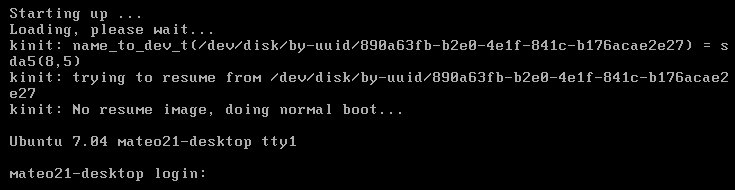 Starting up ...
Loading, please wait...
kinit: name_to_dev_t(/dev/disk/by-uuid/890a63fb-b2e0-4e1f-841c-b176acae2e27) = s
da5(8,5)
kinit: trying to resume from /dev/disk/by-uuid/890a63fb-b2e0-4e1f-841c-b176acae2
e27
kinit: No resume image, doing normal boot...
Ubuntu 7.04 mateo21-desktop tty1
mateo21-desktop login: